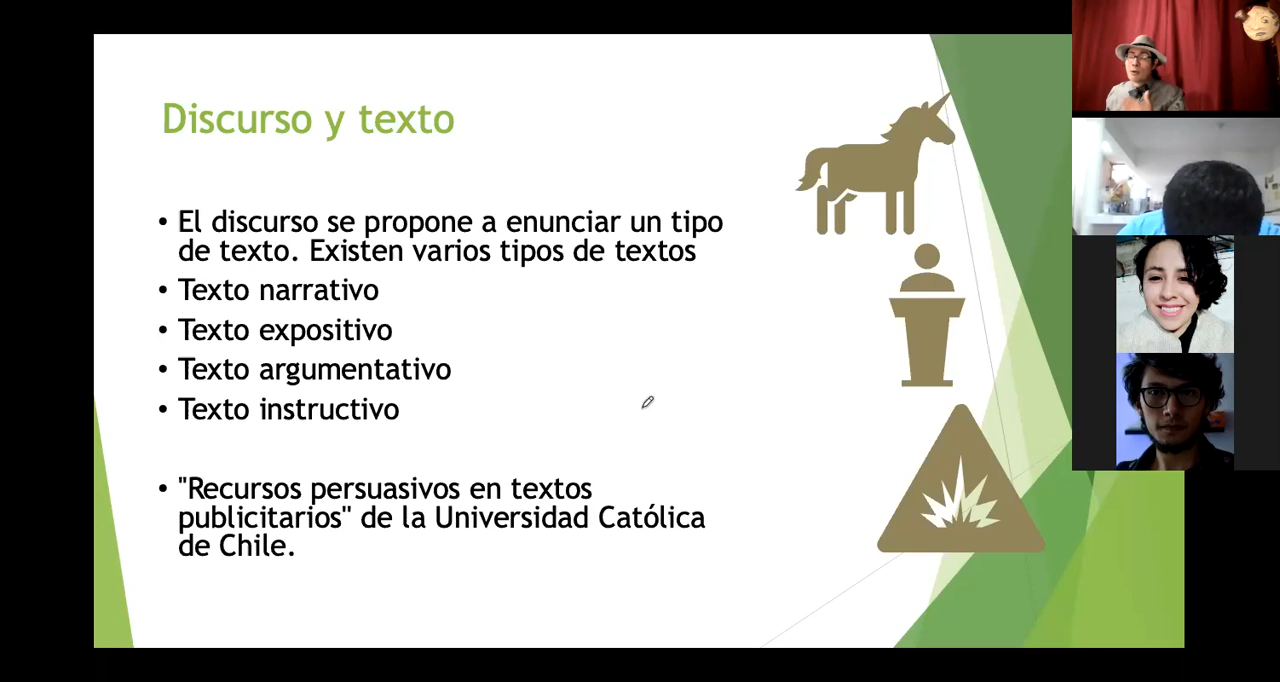 Discurso y texto
• El discurso se propone a enunciar un tipo
de texto. Existen varios tipos de textos
• Texto narrativo
• Texto expositivo
• Texto argumentativo
• Texto instructivo
• "Recursos persuasivos en textos
publicitarios" de la Universidad Católica
de Chile.